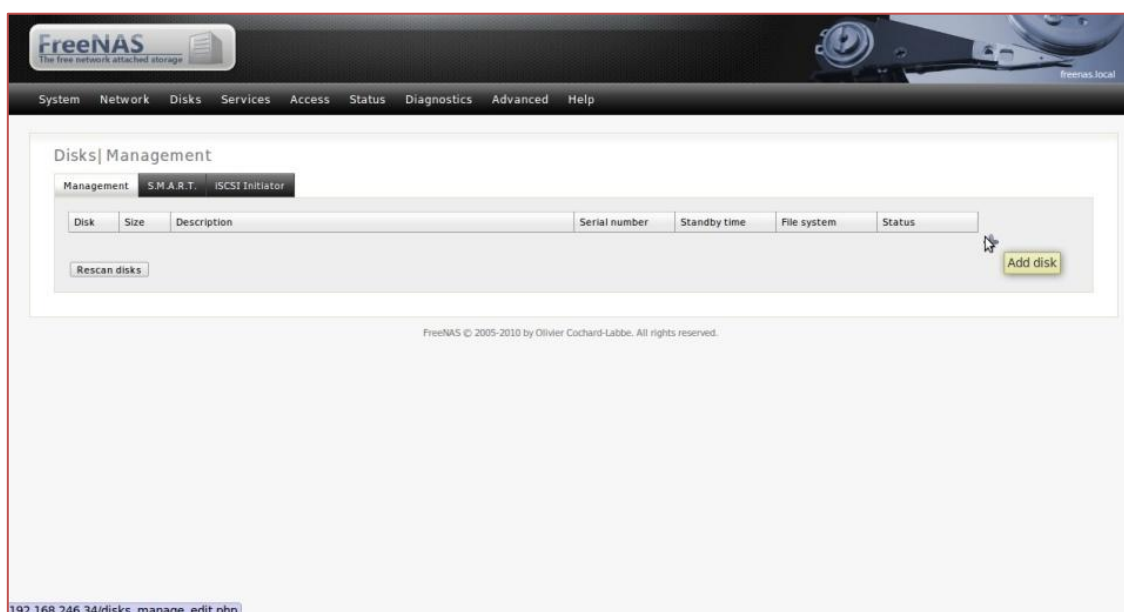 FreeNAS
The free network attached storage
freenas.local
System Network Disks Services Access Status Diagnostics Advanced Help
Disks|Management
Management S.M.A.R.T. iSCSI Initiator
Disk Size Description Serial number Standby time File system Status
Add disk
Rescan disks
FreeNAS © 2005-2010 by Olivier Cochard-Labbe. All rights reserved.
192.168.246.34/disks_manage_edit.php